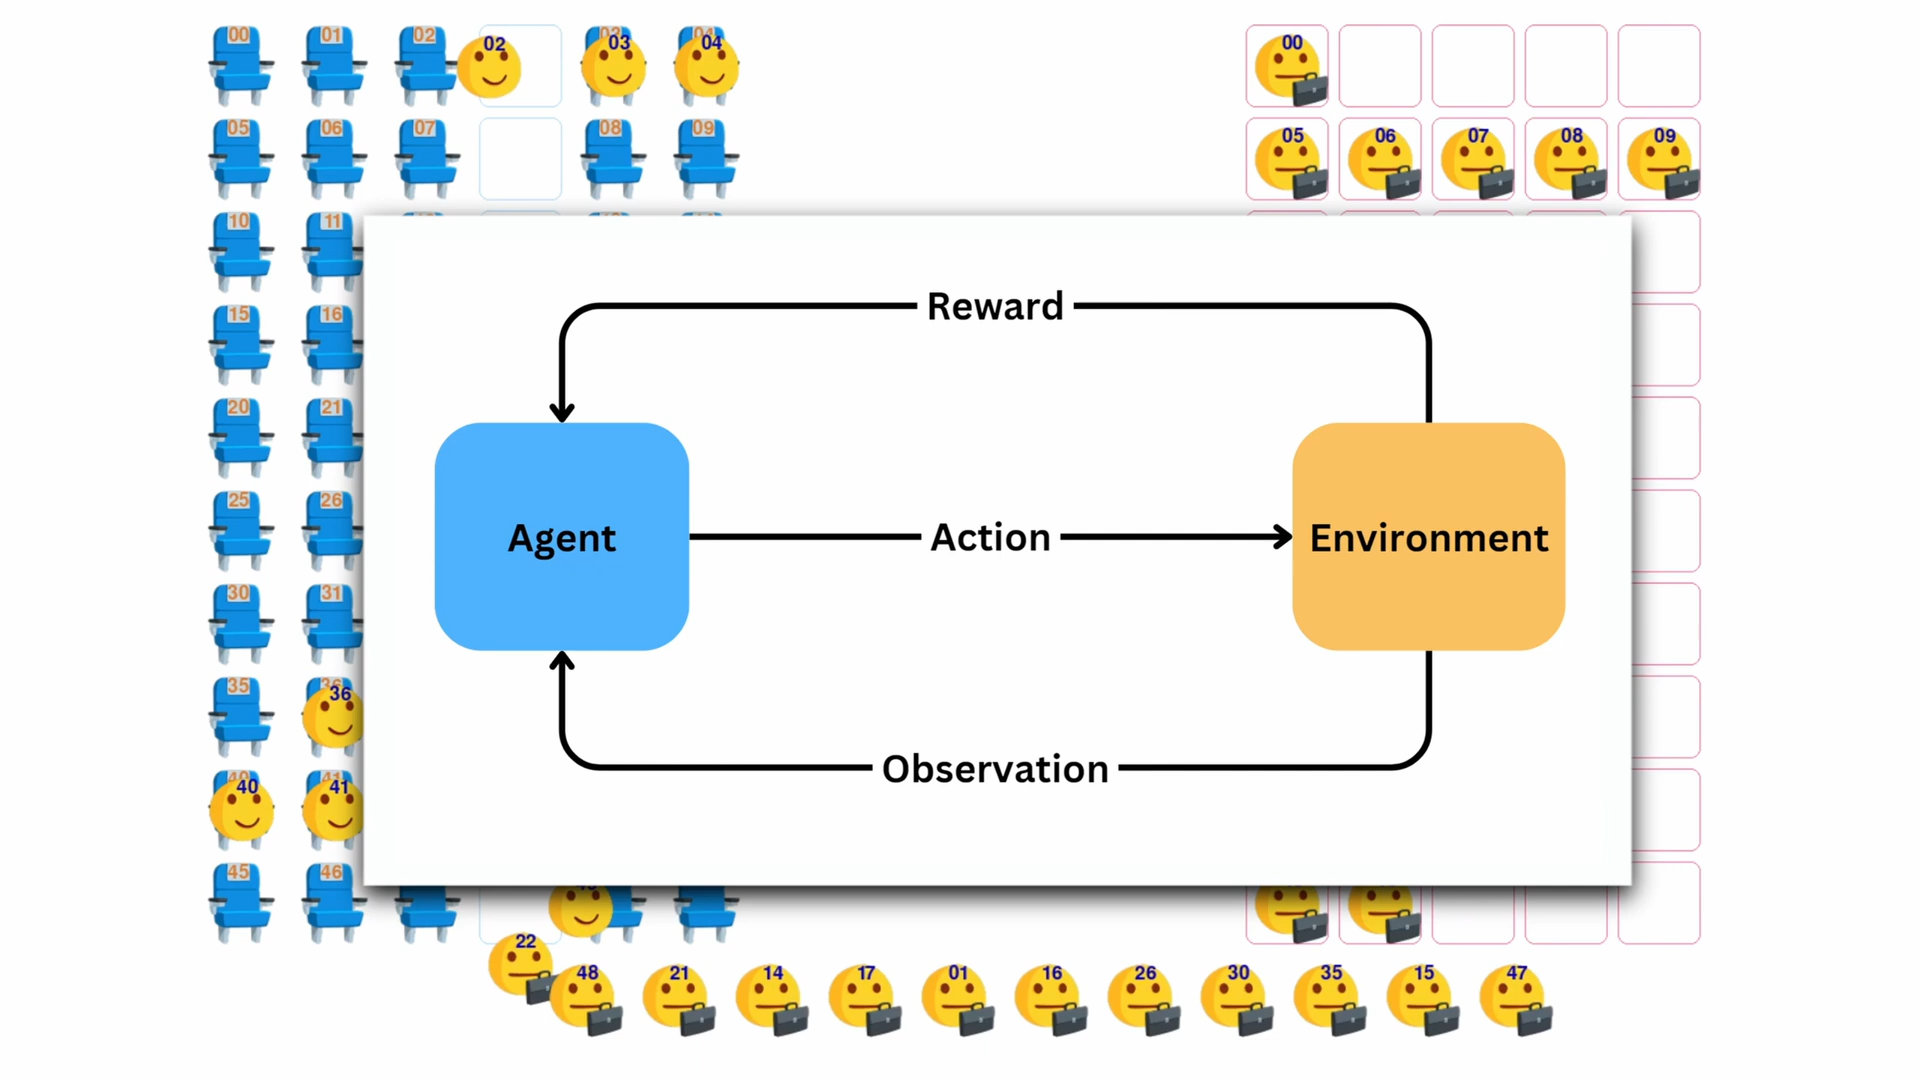 00 01 02 02 03 04 00
05 06 07 08 09 05 06 07 08 09
10 11
Reward
15 16
20 21
25 26
Agent Action Environment
30 31
35 36
Observation
40 41
45 46
22
48 21 14 17 01 16 26 30 35 15 47